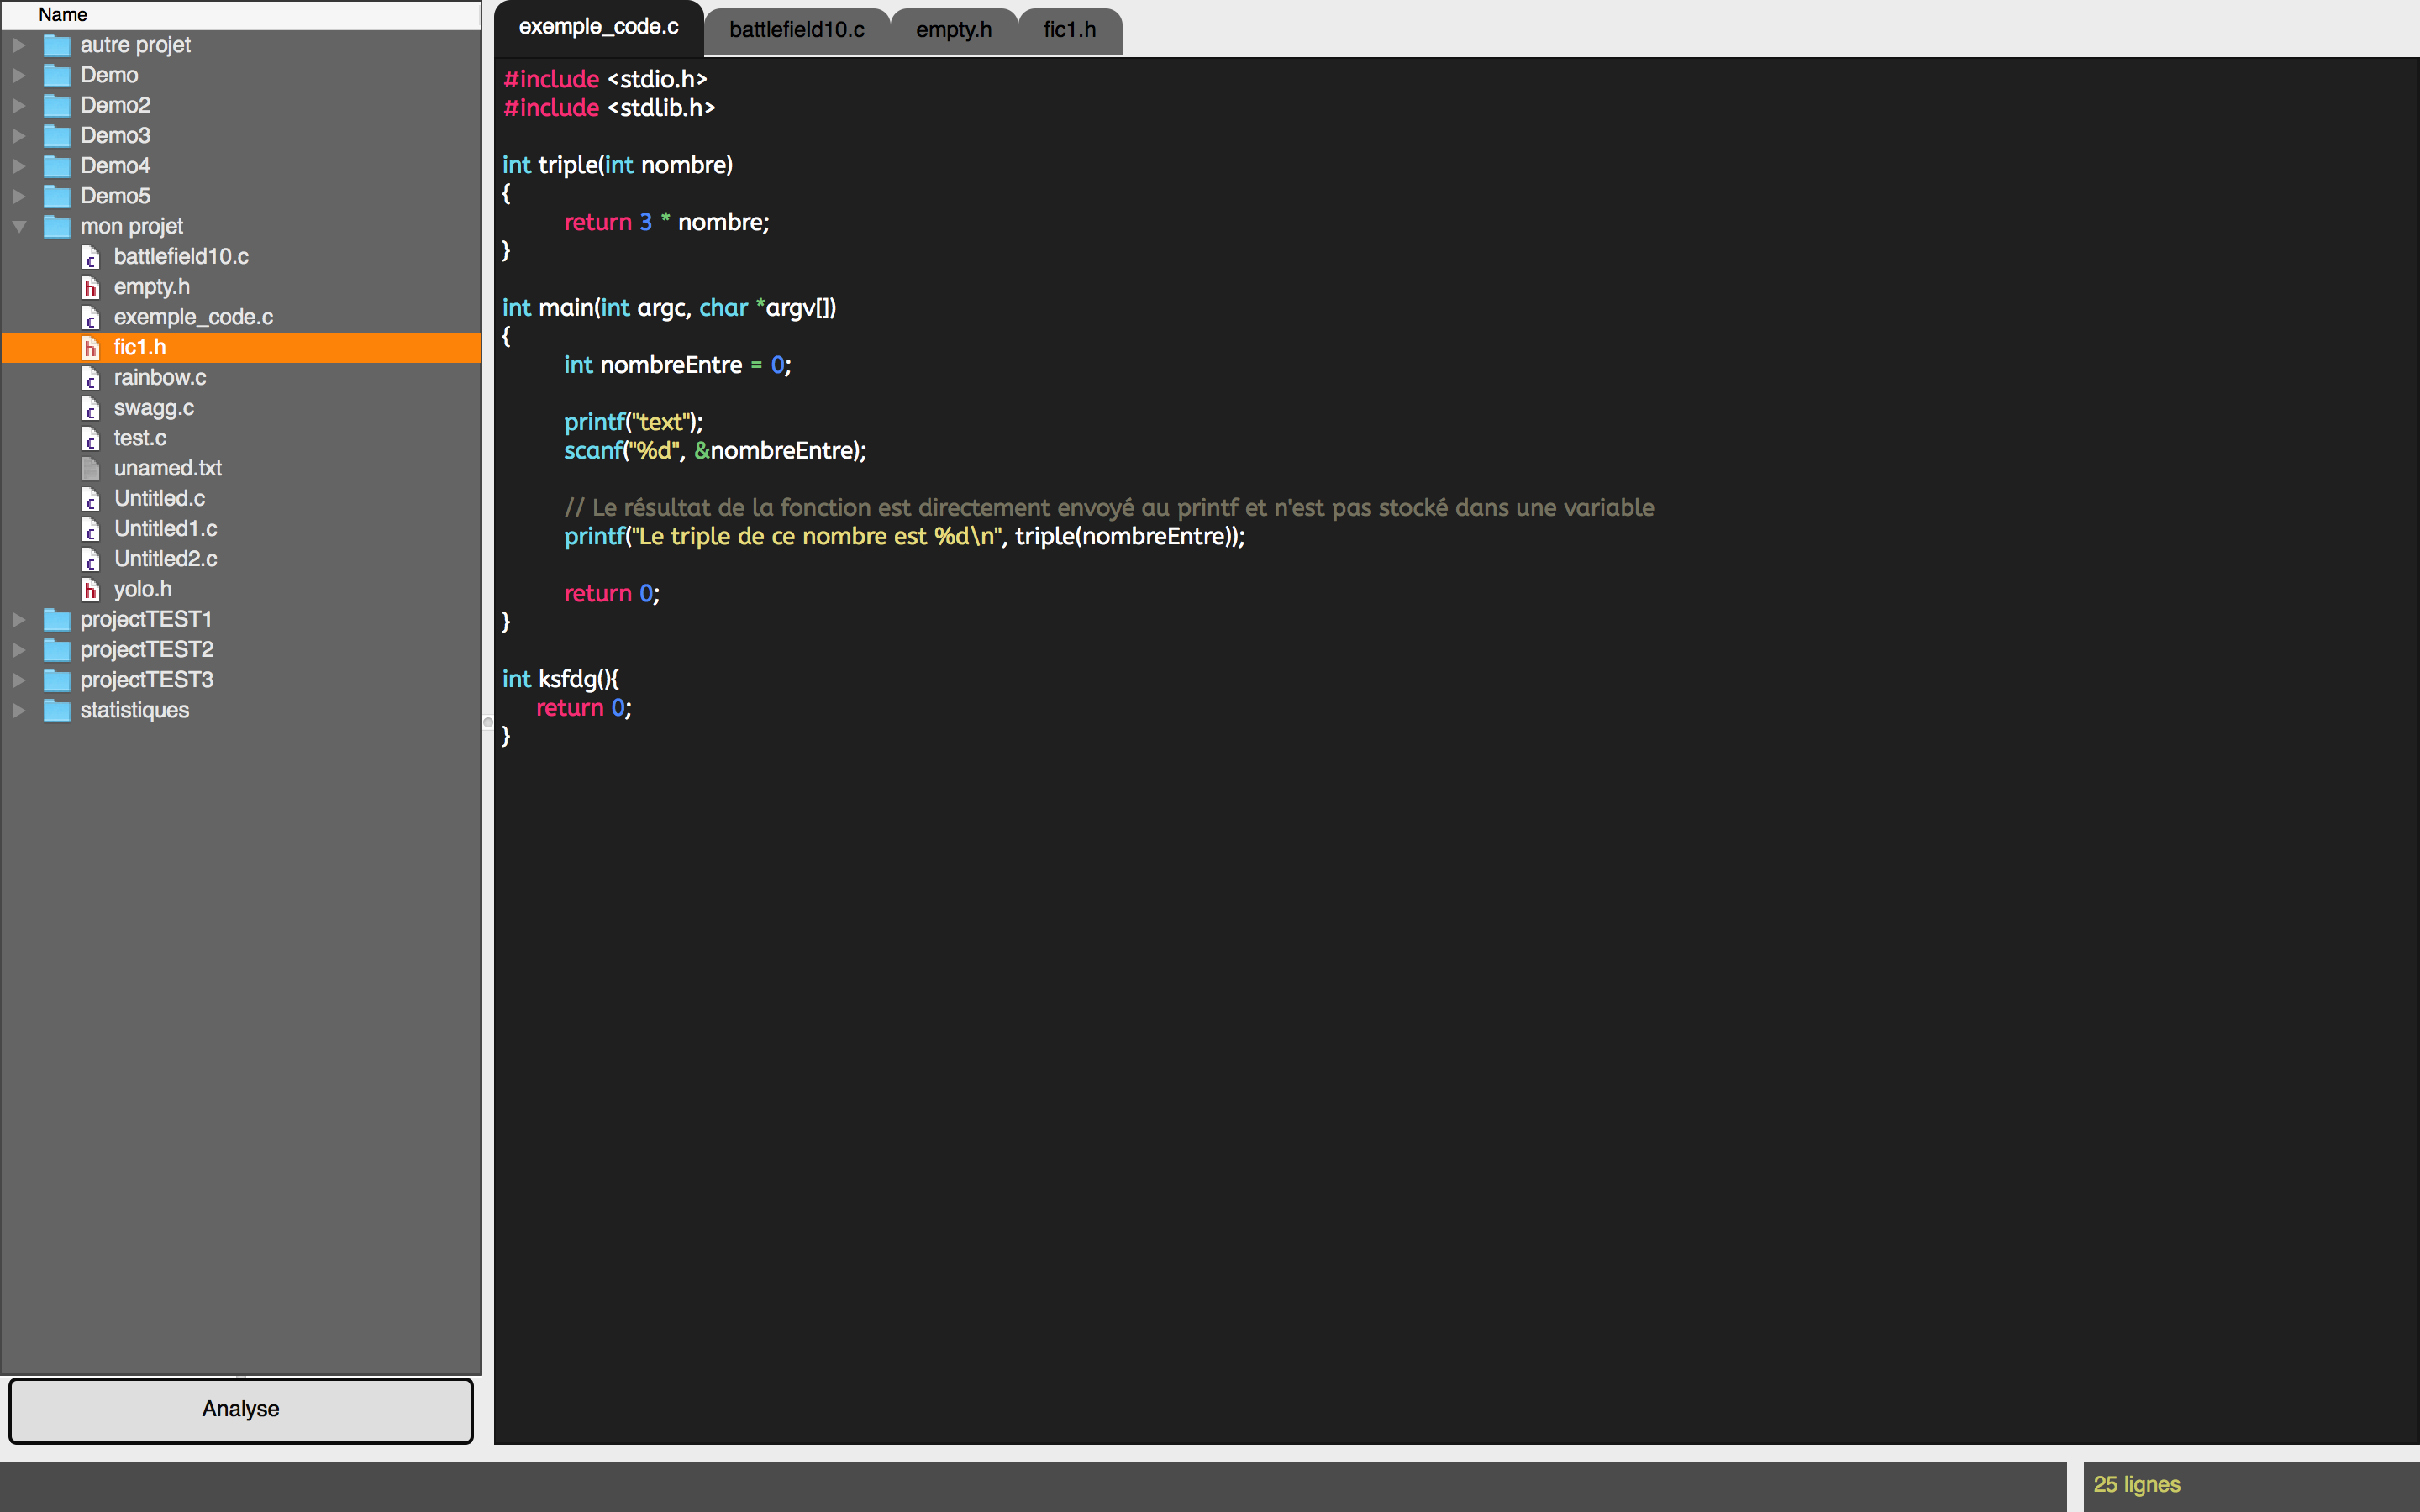 Name
autre projet
Demo
Demo2
Demo3
Demo4
Demo5
mon projet
battlefield10.c
empty.h
exemple_code.c
fic1.h
rainbow.c
swagg.c
test.c
unamed.txt
Untitled.c
Untitled1.c
Untitled2.c
yolo.h
projectTEST1
projectTEST2
projectTEST3
statistiques
Analyse
exemple_code.c battlefield10.c empty.h fic1.h
#include <stdio.h>
#include <stdlib.h>
int triple(int nombre)
{
return 3 * nombre;
}
int main(int argc, char *argv[])
{
int nombreEntre = 0;
printf("text");
scanf("%d", &nombreEntre);
// Le résultat de la fonction est directement envoyé au printf et n'est pas stocké dans une variable
printf("Le triple de ce nombre est %d\n", triple(nombreEntre));
return 0;
}
int ksfdg(){
return 0;
}
25 lignes